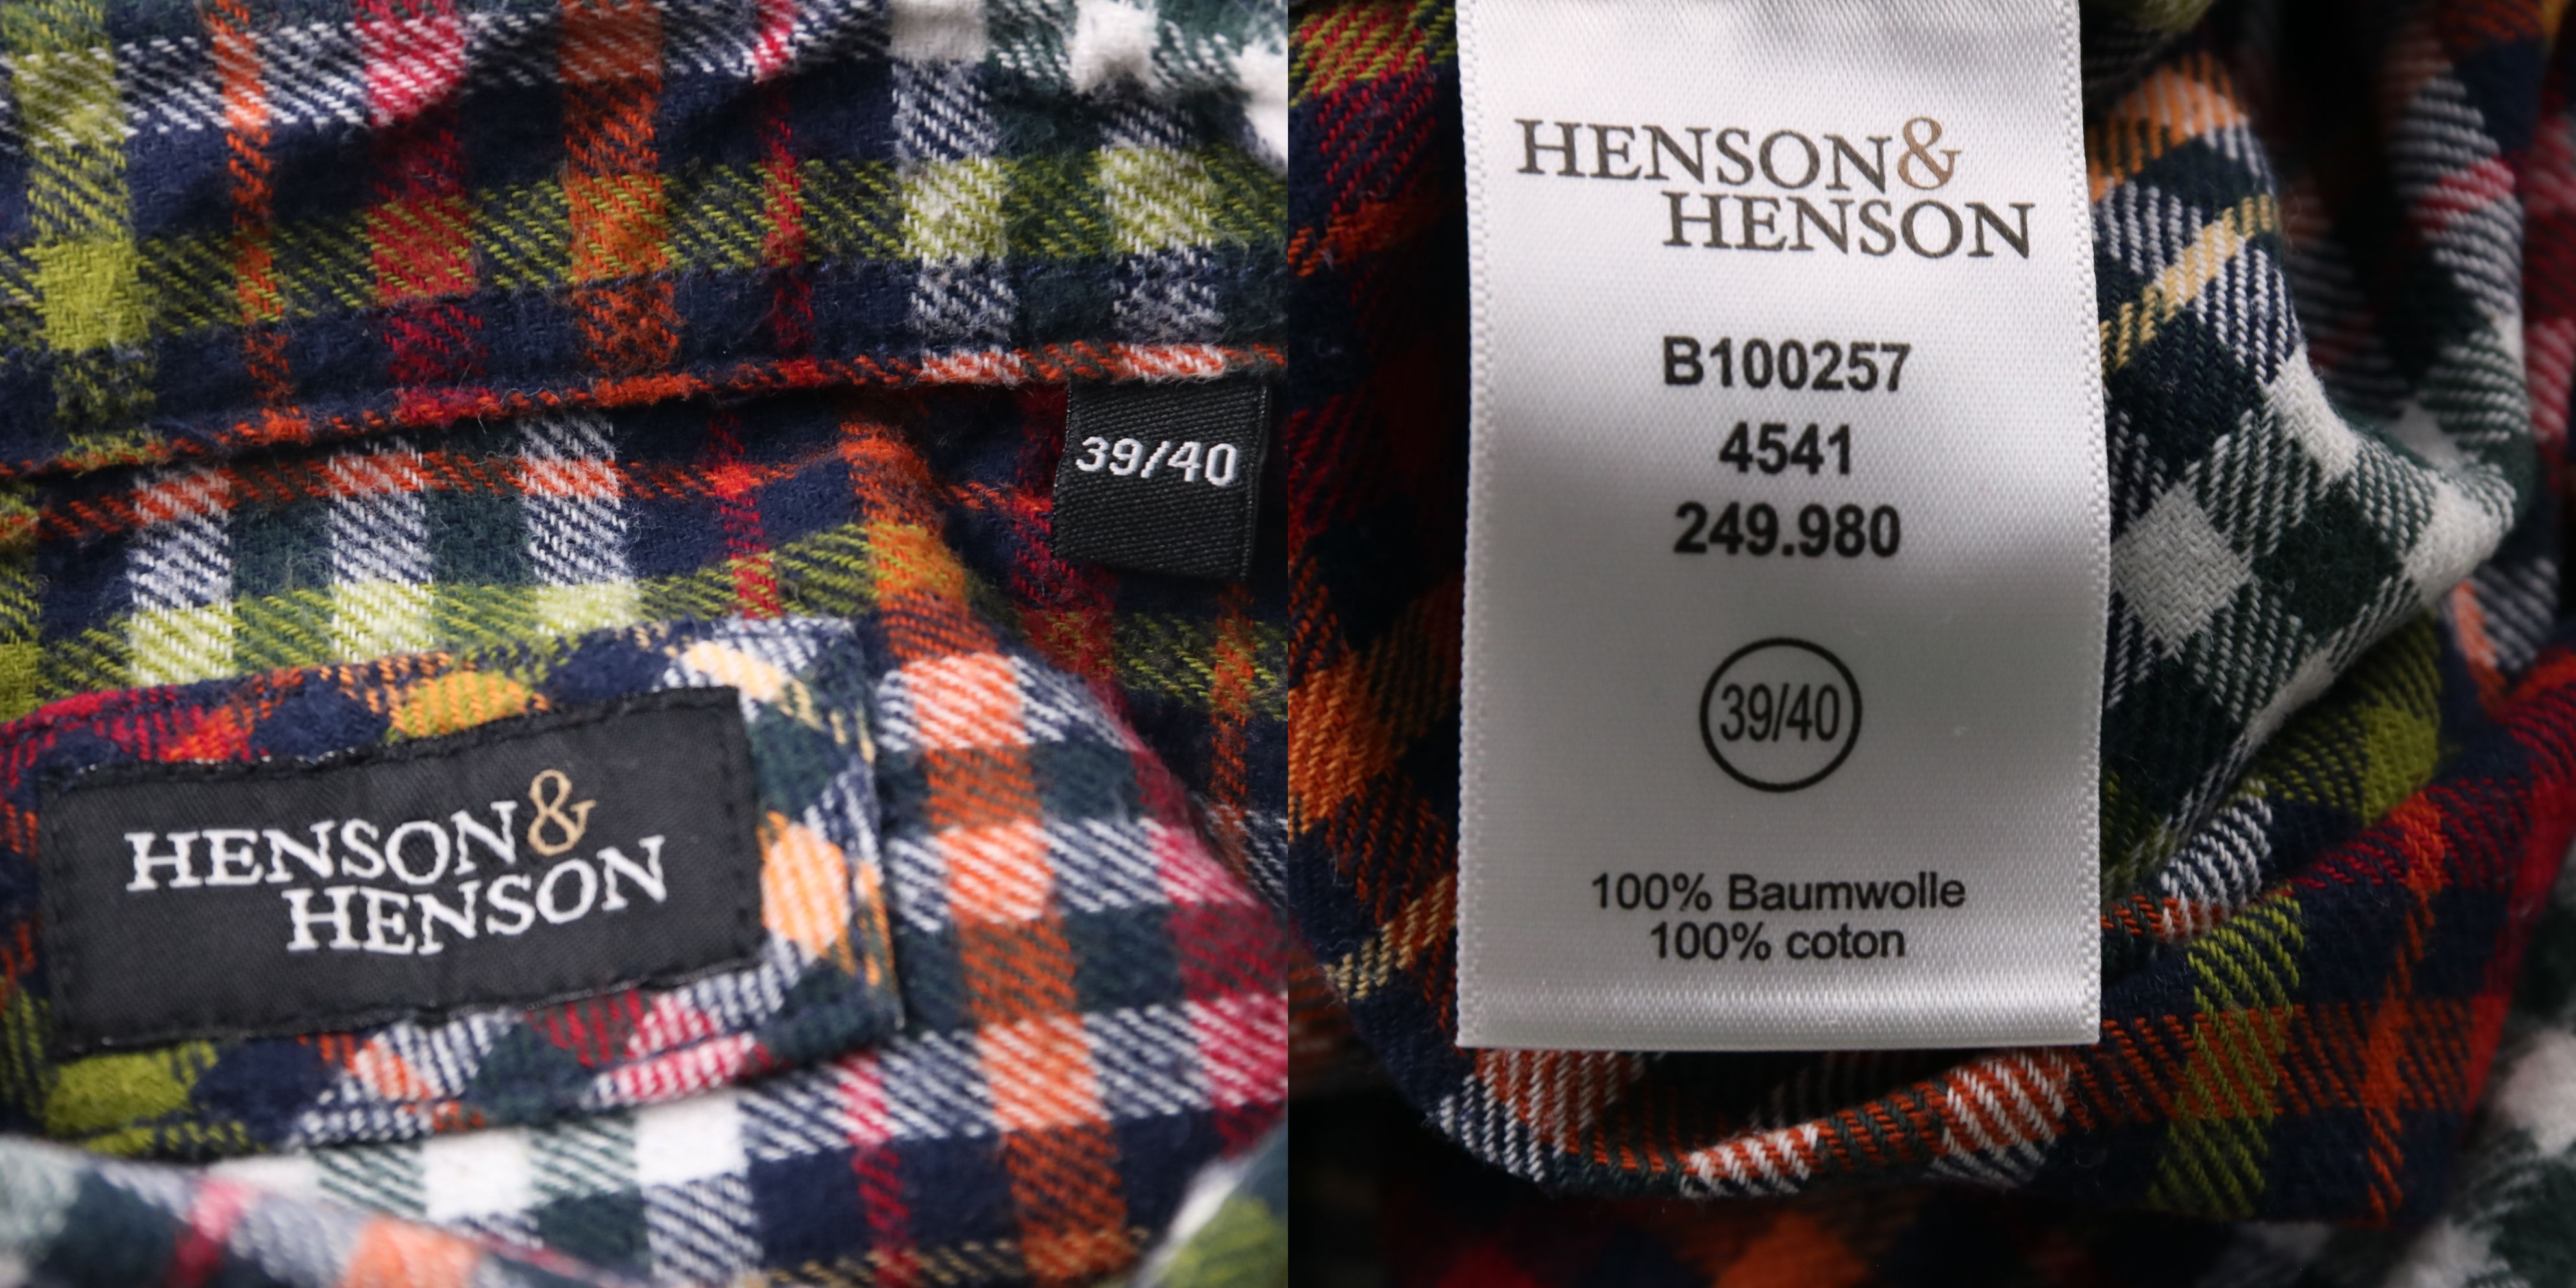 39/40
HENSON&
HENSON
HENSON&
HENSON
B100257
4541
249.980
39/40
100% Baumwolle
100% coton